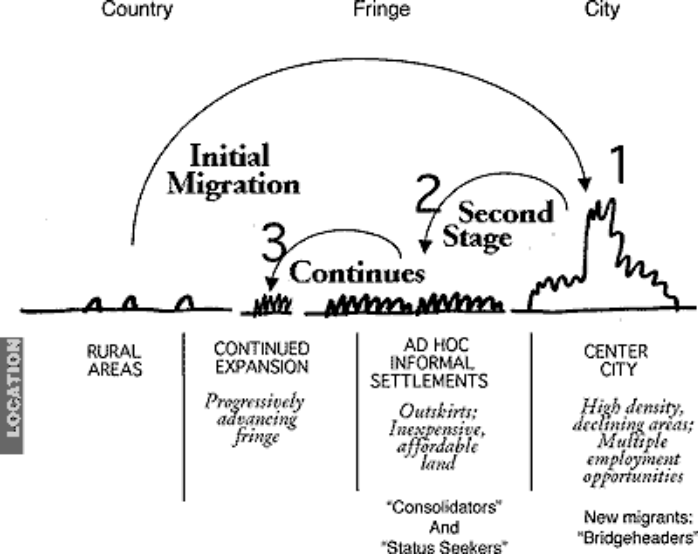 Country
Fringe
City
Initial
Migration
1
2
Second
Stage
3
Continues
LOCATION
RURAL
AREAS
CONTINUED
EXPANSION
Progressively
advancing
fringe
AD HOC
INFORMAL
SETTLEMENTS
Outskirts;
Inexpensive,
affordable
land
"Consolidators"
And
"Status Seekers"
CENTER
CITY
High density,
declining areas;
Multiple
employment
opportunities
New migrants;
"Bridgeheaders"